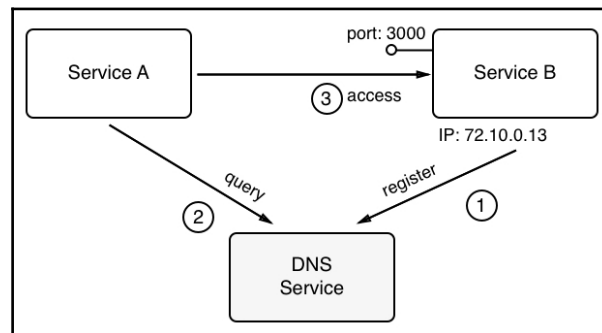 port: 3000
Service A
Service B
3 access
IP: 72.10.0.13
query
register
2
1
DNS
Service